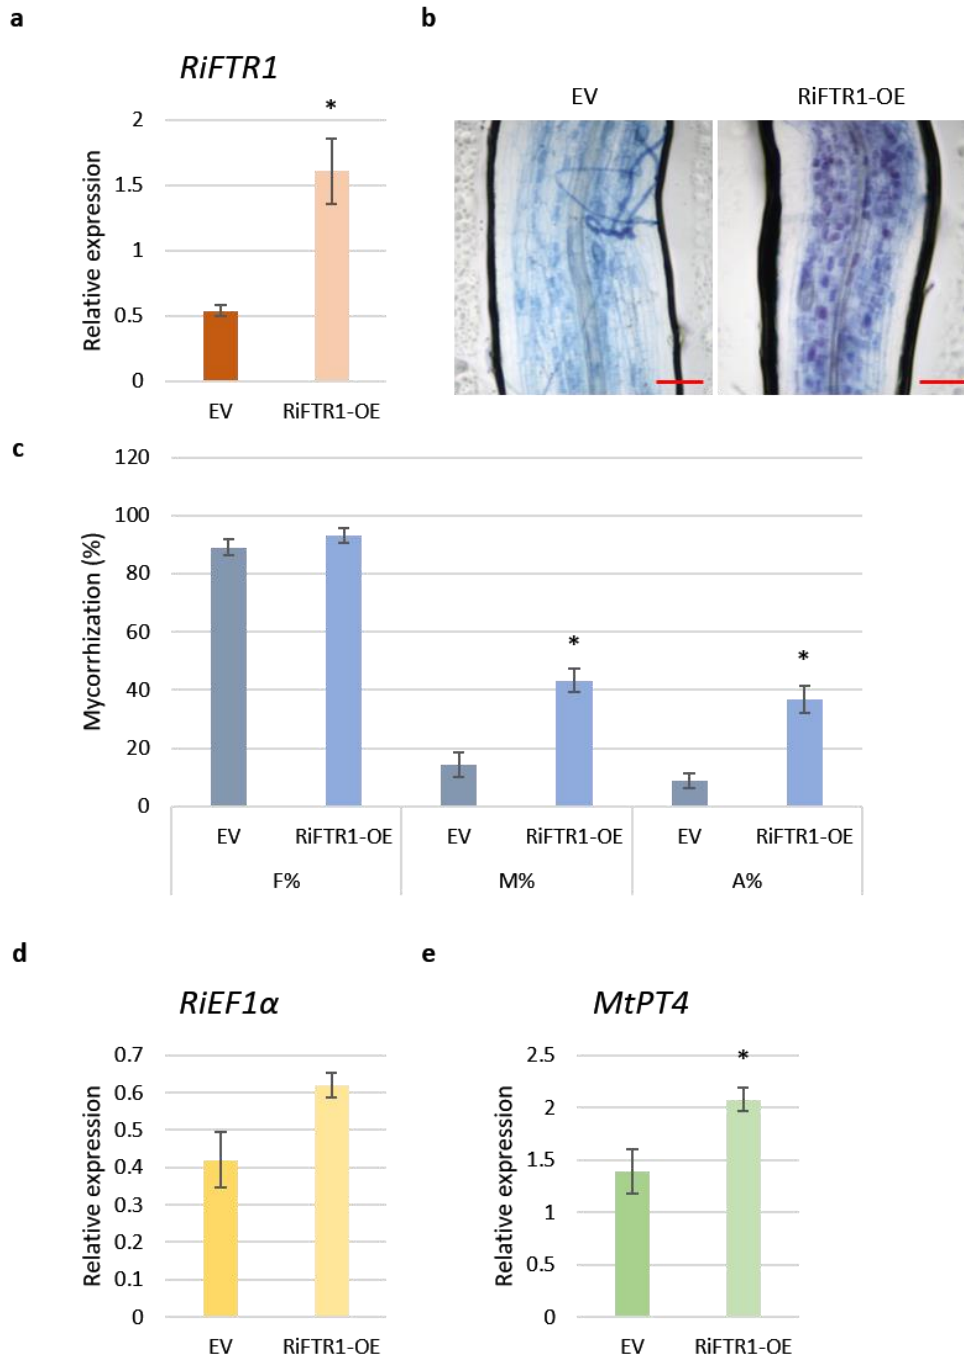 a
RiFTR1
*
2
1.5
1
0.5
0
Relative expression
EV RiFTR1-OE
b
EV RiFTR1-OE
c
120
100
80
60
40
20
0
Mycorrhization (%)
* *
EV RiFTR1-OE EV RiFTR1-OE EV RiFTR1-OE
F% M% A%
d
RiEF1α
0.7
0.6
0.5
0.4
0.3
0.2
0.1
0
Relative expression
EV RiFTR1-OE
e
MtPT4
*
2.5
2
1.5
1
0.5
0
Relative expression
EV RiFTR1-OE